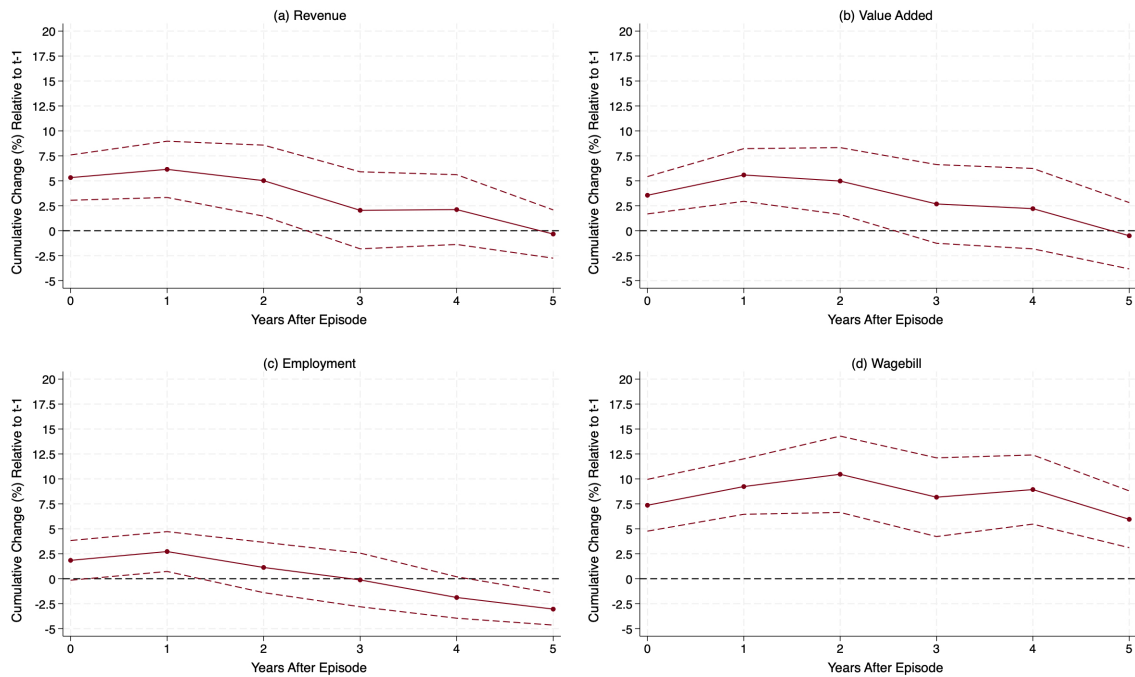 (a) Revenue
Cumulative Change (%) Relative to t-1
20
17.5
15
12.5
10
7.5
5
2.5
0
-2.5
-5
0 1 2 3 4 5
Years After Episode
(b) Value Added
Cumulative Change (%) Relative to t-1
20
17.5
15
12.5
10
7.5
5
2.5
0
-2.5
-5
0 1 2 3 4 5
Years After Episode
(c) Employment
Cumulative Change (%) Relative to t-1
20
17.5
15
12.5
10
7.5
5
2.5
0
-2.5
-5
0 1 2 3 4 5
Years After Episode
(d) Wagebill
Cumulative Change (%) Relative to t-1
20
17.5
15
12.5
10
7.5
5
2.5
0
-2.5
-5
0 1 2 3 4 5
Years After Episode